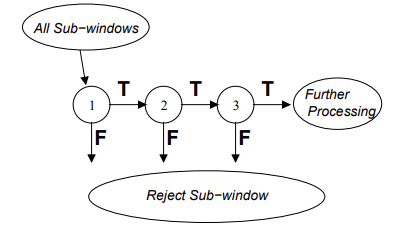 All Sub−windows
T
T
T
1
2
3
Further
Processing
F
F
F
Reject Sub−window